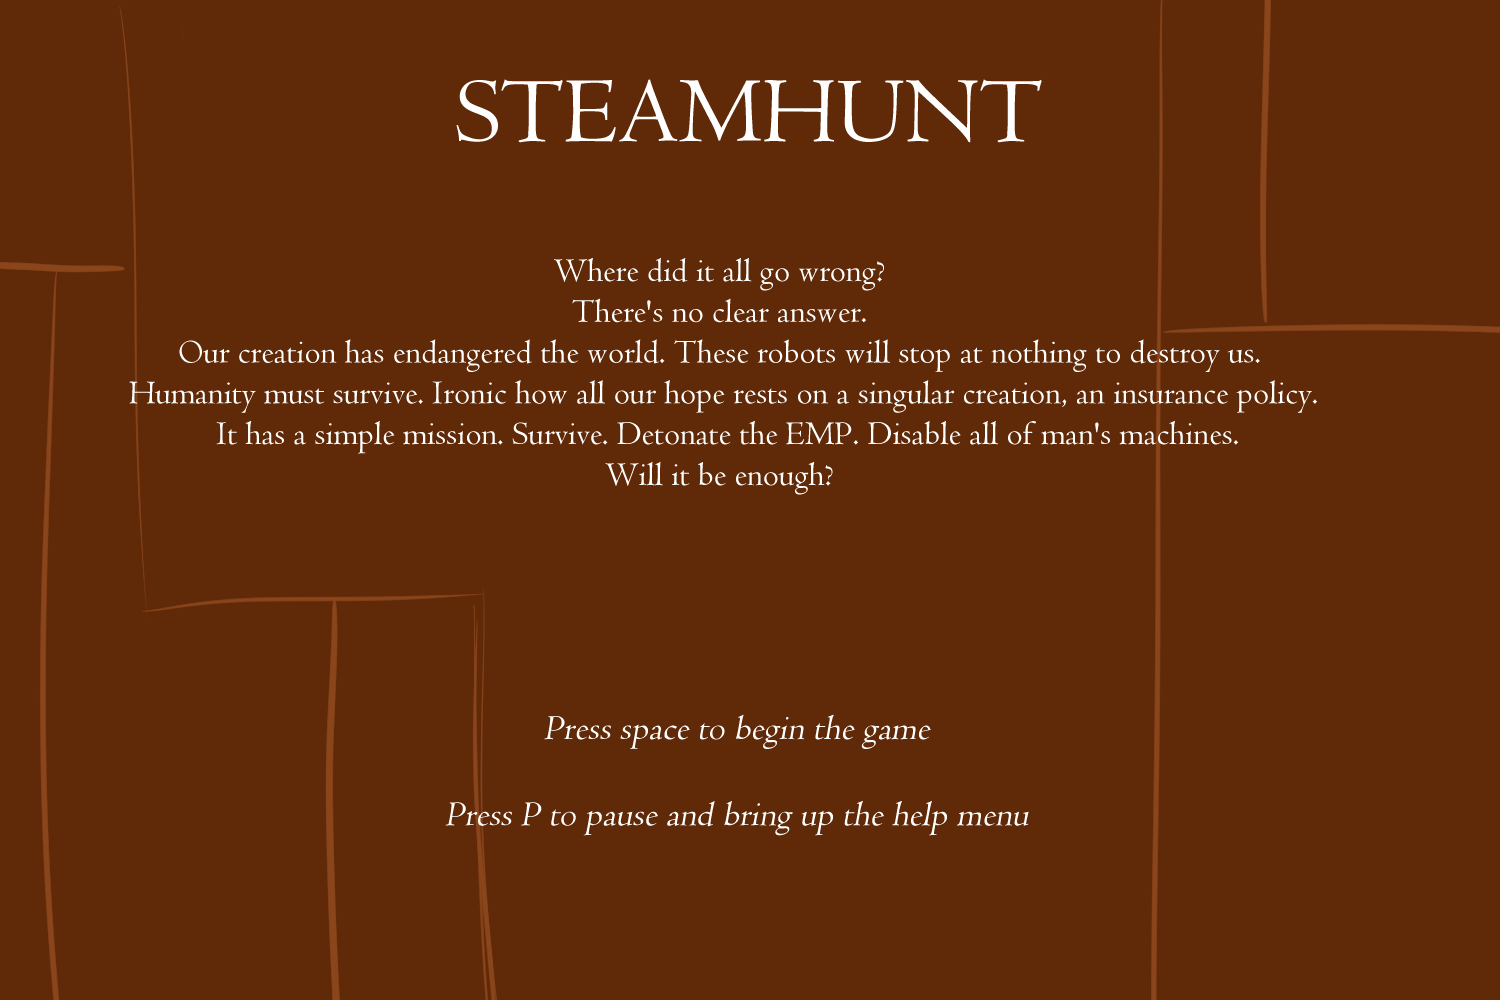 STEAMHUNT
Where did it all go wrong?
There's no clear answer.
Our creation has endangered the world. These robots will stop at nothing to destroy us.
Humanity must survive. Ironic how all our hope rests on a singular creation, an insurance policy.
It has a simple mission. Survive. Detonate the EMP. Disable all of man's machines.
Will it be enough?
Press space to begin the game
Press P to pause and bring up the help menu